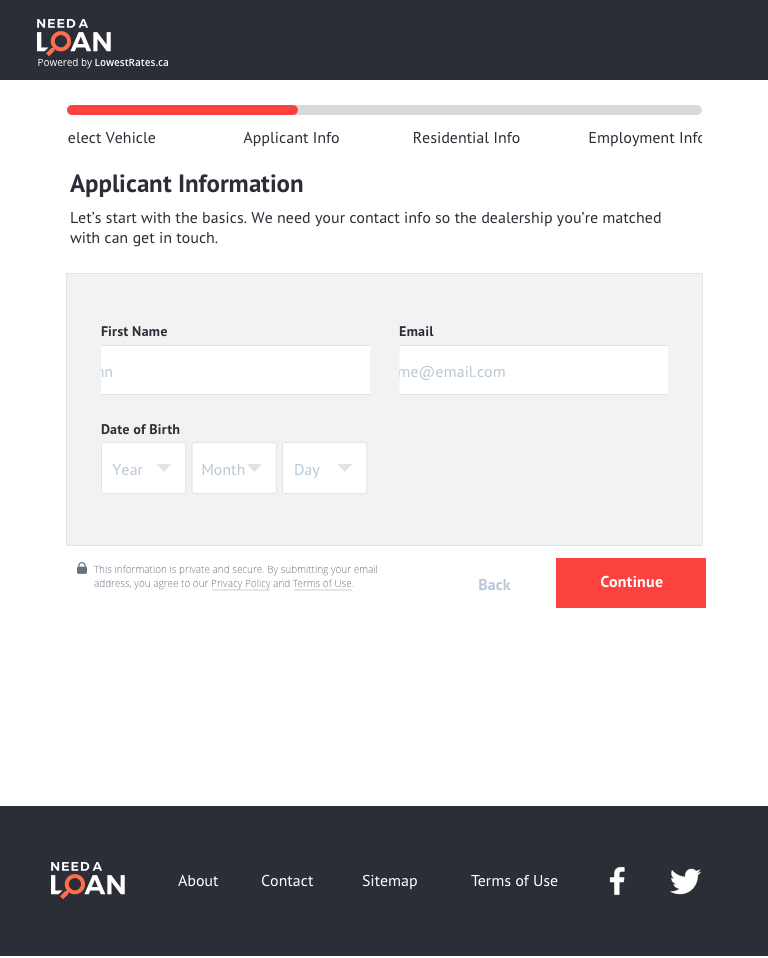 NEED A
LOAN
Powered by LowestRates.ca
elect Vehicle Applicant Info Residential Info Employment Info
Applicant Information
Let's start with the basics. We need your contact info so the dealership you're matched
with can get in touch.
First Name Email
nn me@email.com
Date of Birth
Year Month Day
This information is private and secure. By submitting your email
address, you agree to our Privacy Policy and Terms of Use.
Back Continue
NEED A
LOAN
About Contact Sitemap Terms of Use